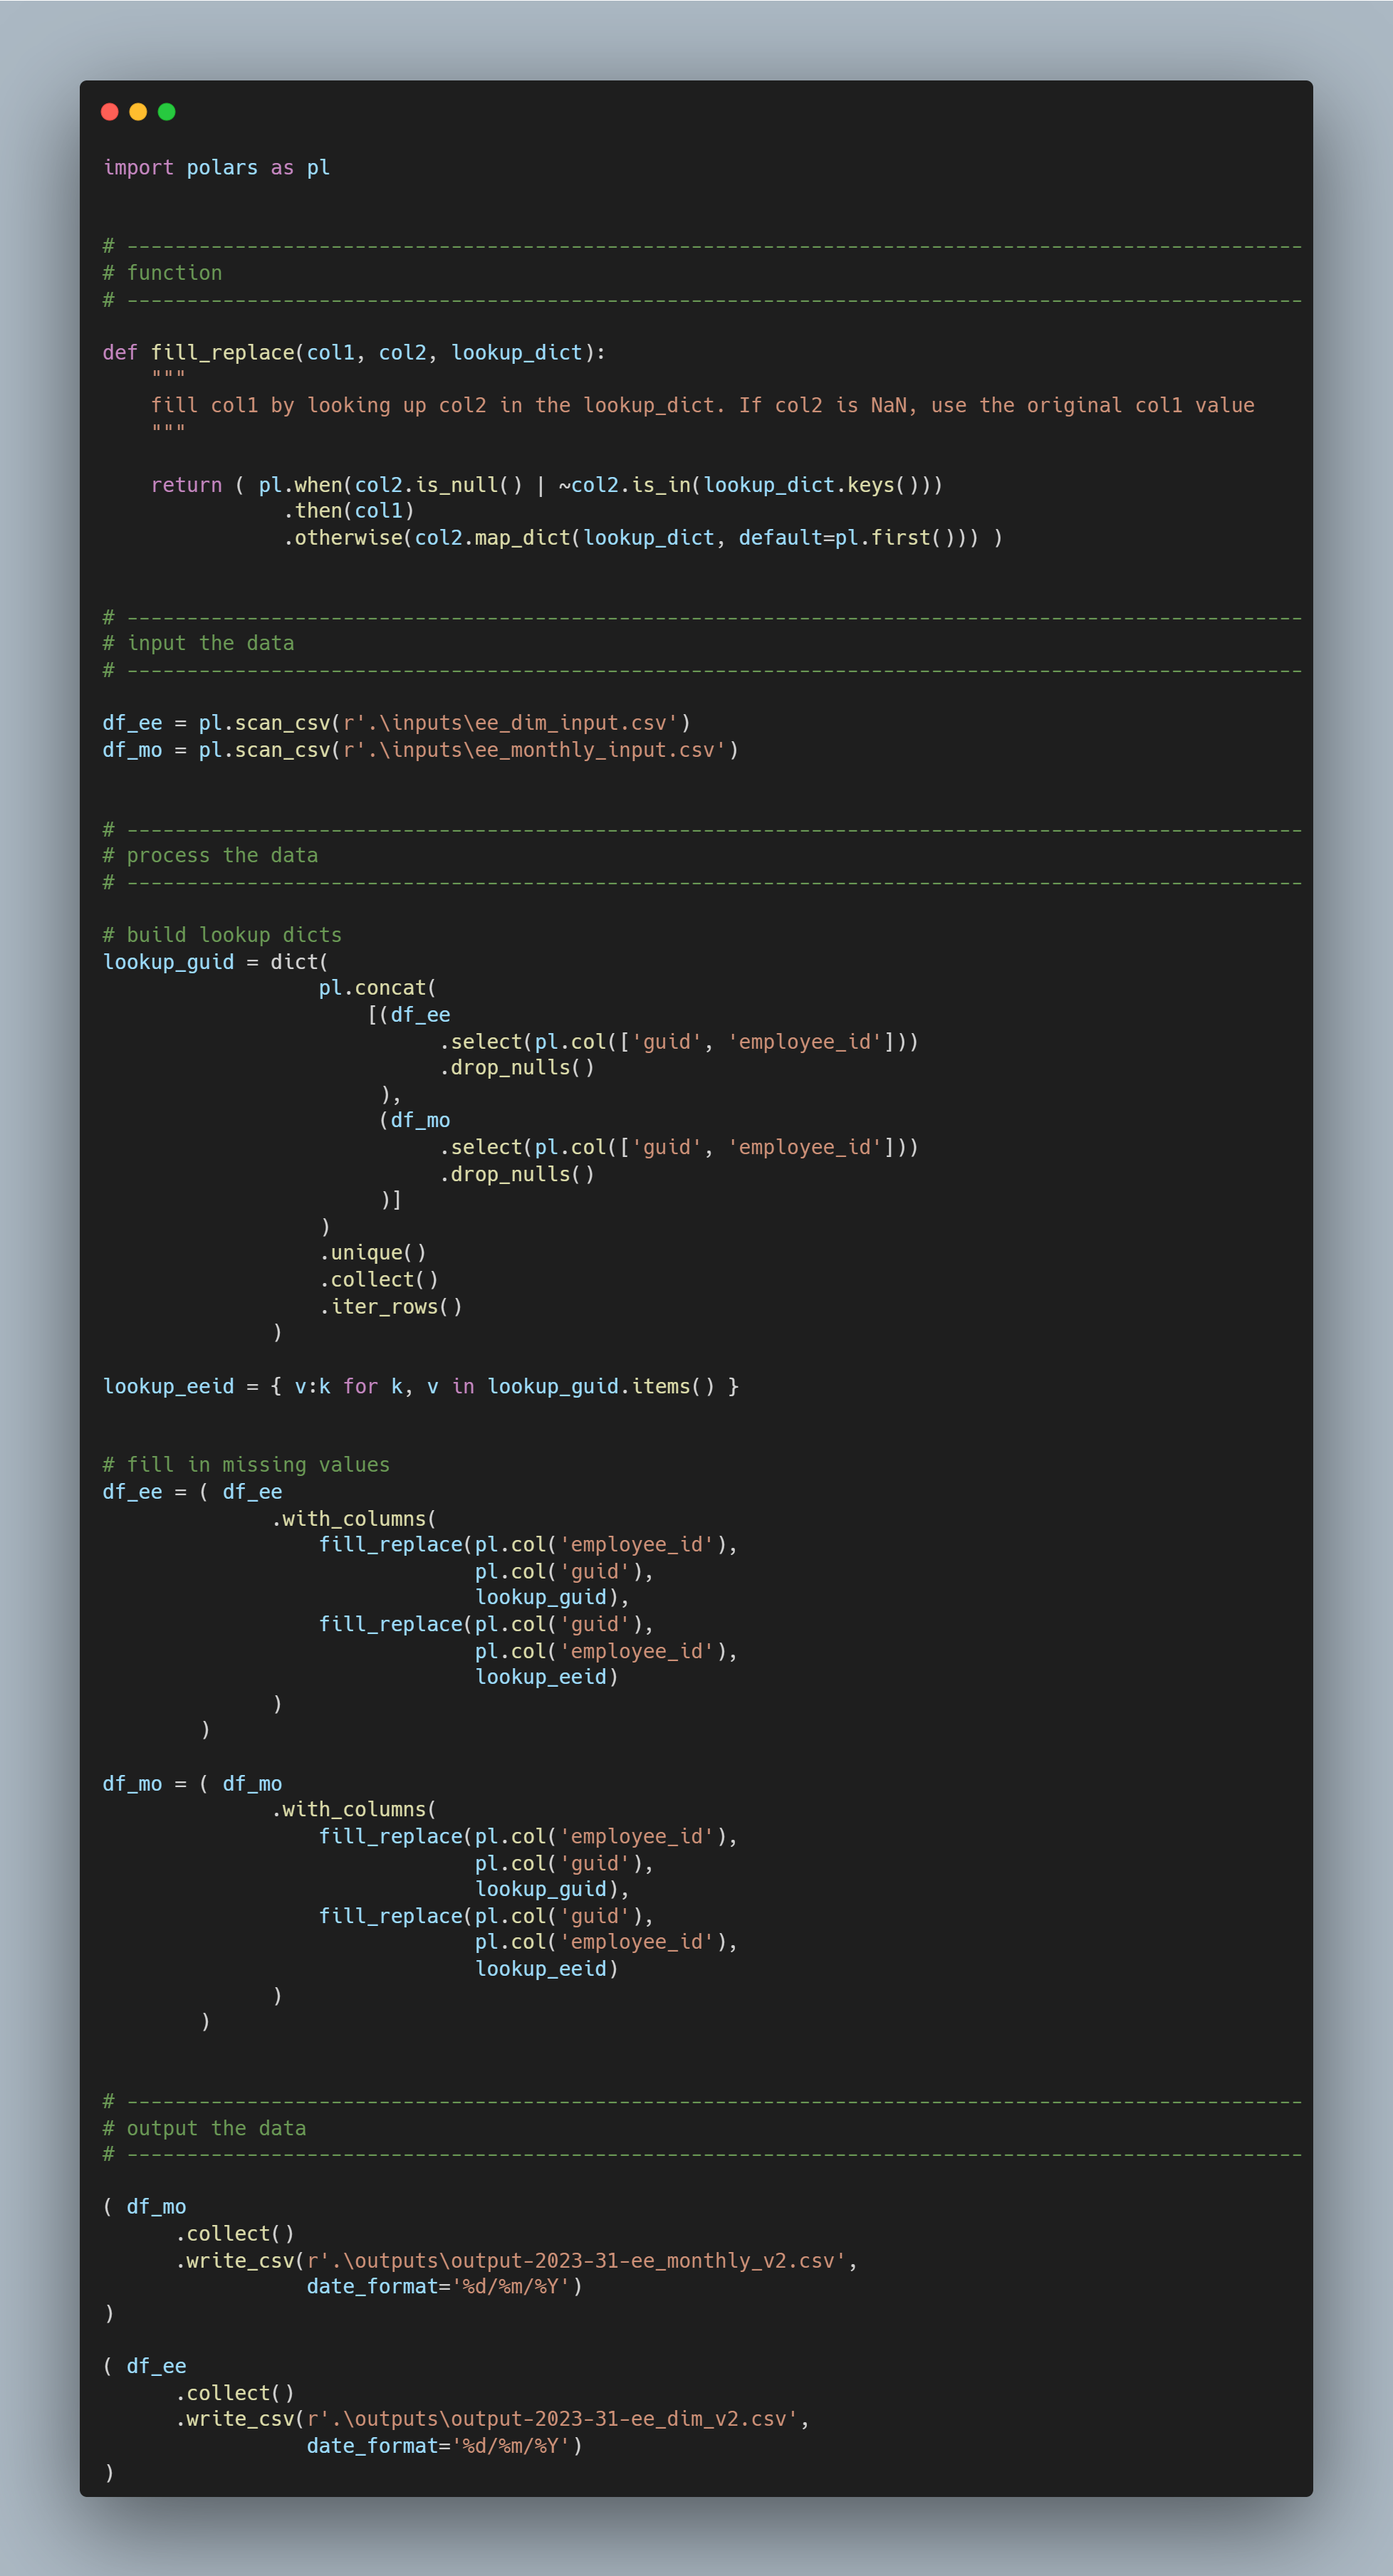 import polars as pl


# --------------------------------------------------------------------------------------------------
# function
# --------------------------------------------------------------------------------------------------

def fill_replace(col1, col2, lookup_dict):
    """
    fill col1 by looking up col2 in the lookup_dict. If col2 is NaN, use the original col1 value
    """

    return ( pl.when(col2.is_null() | ~col2.is_in(lookup_dict.keys()))
               .then(col1)
               .otherwise(col2.map_dict(lookup_dict, default=pl.first())) )


# --------------------------------------------------------------------------------------------------
# input the data
# --------------------------------------------------------------------------------------------------

df_ee = pl.scan_csv(r'.\inputs\ee_dim_input.csv')
df_mo = pl.scan_csv(r'.\inputs\ee_monthly_input.csv')


# --------------------------------------------------------------------------------------------------
# process the data
# --------------------------------------------------------------------------------------------------

# build lookup dicts
lookup_guid = dict(
                  pl.concat(
                      [(df_ee
                            .select(pl.col(['guid', 'employee_id']))
                            .drop_nulls()
                       ),
                       (df_mo
                            .select(pl.col(['guid', 'employee_id']))
                            .drop_nulls()
                       )]
                  )
                  .unique()
                  .collect()
                  .iter_rows()
              )

lookup_eeid = { v:k for k, v in lookup_guid.items() }


# fill in missing values
df_ee = ( df_ee
              .with_columns(
                  fill_replace(pl.col('employee_id'),
                               pl.col('guid'),
                               lookup_guid),
                  fill_replace(pl.col('guid'),
                               pl.col('employee_id'),
                               lookup_eeid)
              )
        )

df_mo = ( df_mo
              .with_columns(
                  fill_replace(pl.col('employee_id'),
                               pl.col('guid'),
                               lookup_guid),
                  fill_replace(pl.col('guid'),
                               pl.col('employee_id'),
                               lookup_eeid)
              )
        )


# --------------------------------------------------------------------------------------------------
# output the data
# --------------------------------------------------------------------------------------------------

( df_mo
      .collect()
      .write_csv(r'.\outputs\output-2023-31-ee_monthly_v2.csv',
                 date_format='%d/%m/%Y')
)

( df_ee
      .collect()
      .write_csv(r'.\outputs\output-2023-31-ee_dim_v2.csv',
                 date_format='%d/%m/%Y')
)